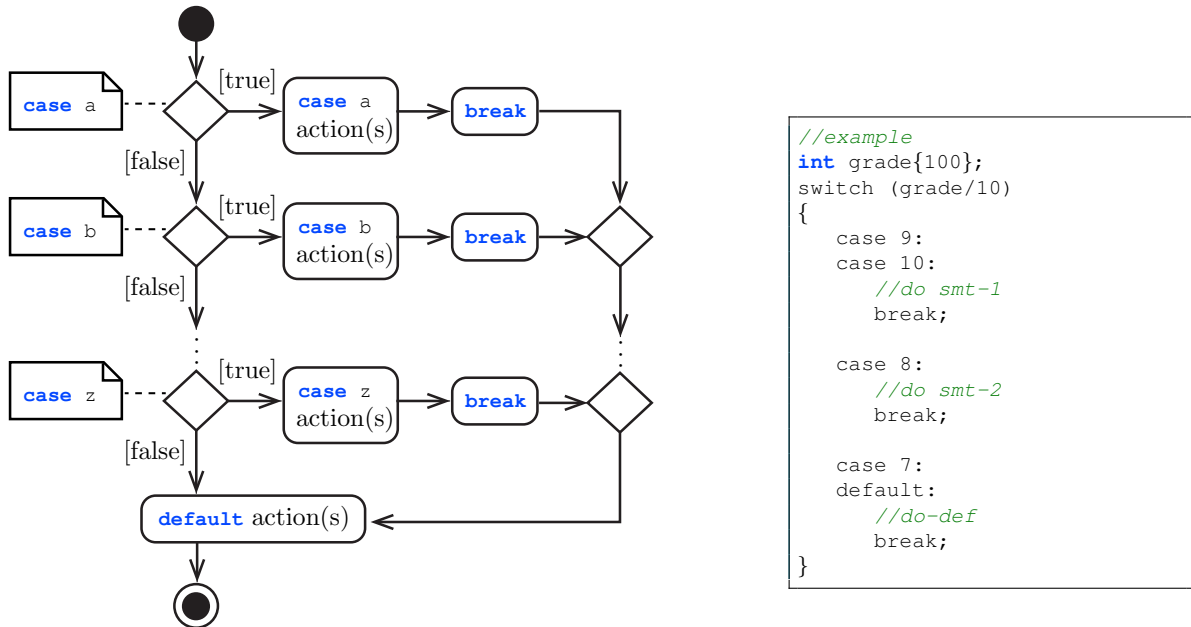 [true]
case a
case a
action(s)
break
[false]
[true]
case b
case b
action(s)
break
[false]
[true]
case z
case z
action(s)
break
[false]
default action(s)
//example
int grade{100};
switch (grade/10)
{
case 9:
case 10:
//do smt-1
break;
case 8:
//do smt-2
break;
case 7:
default:
//do-def
break;
}